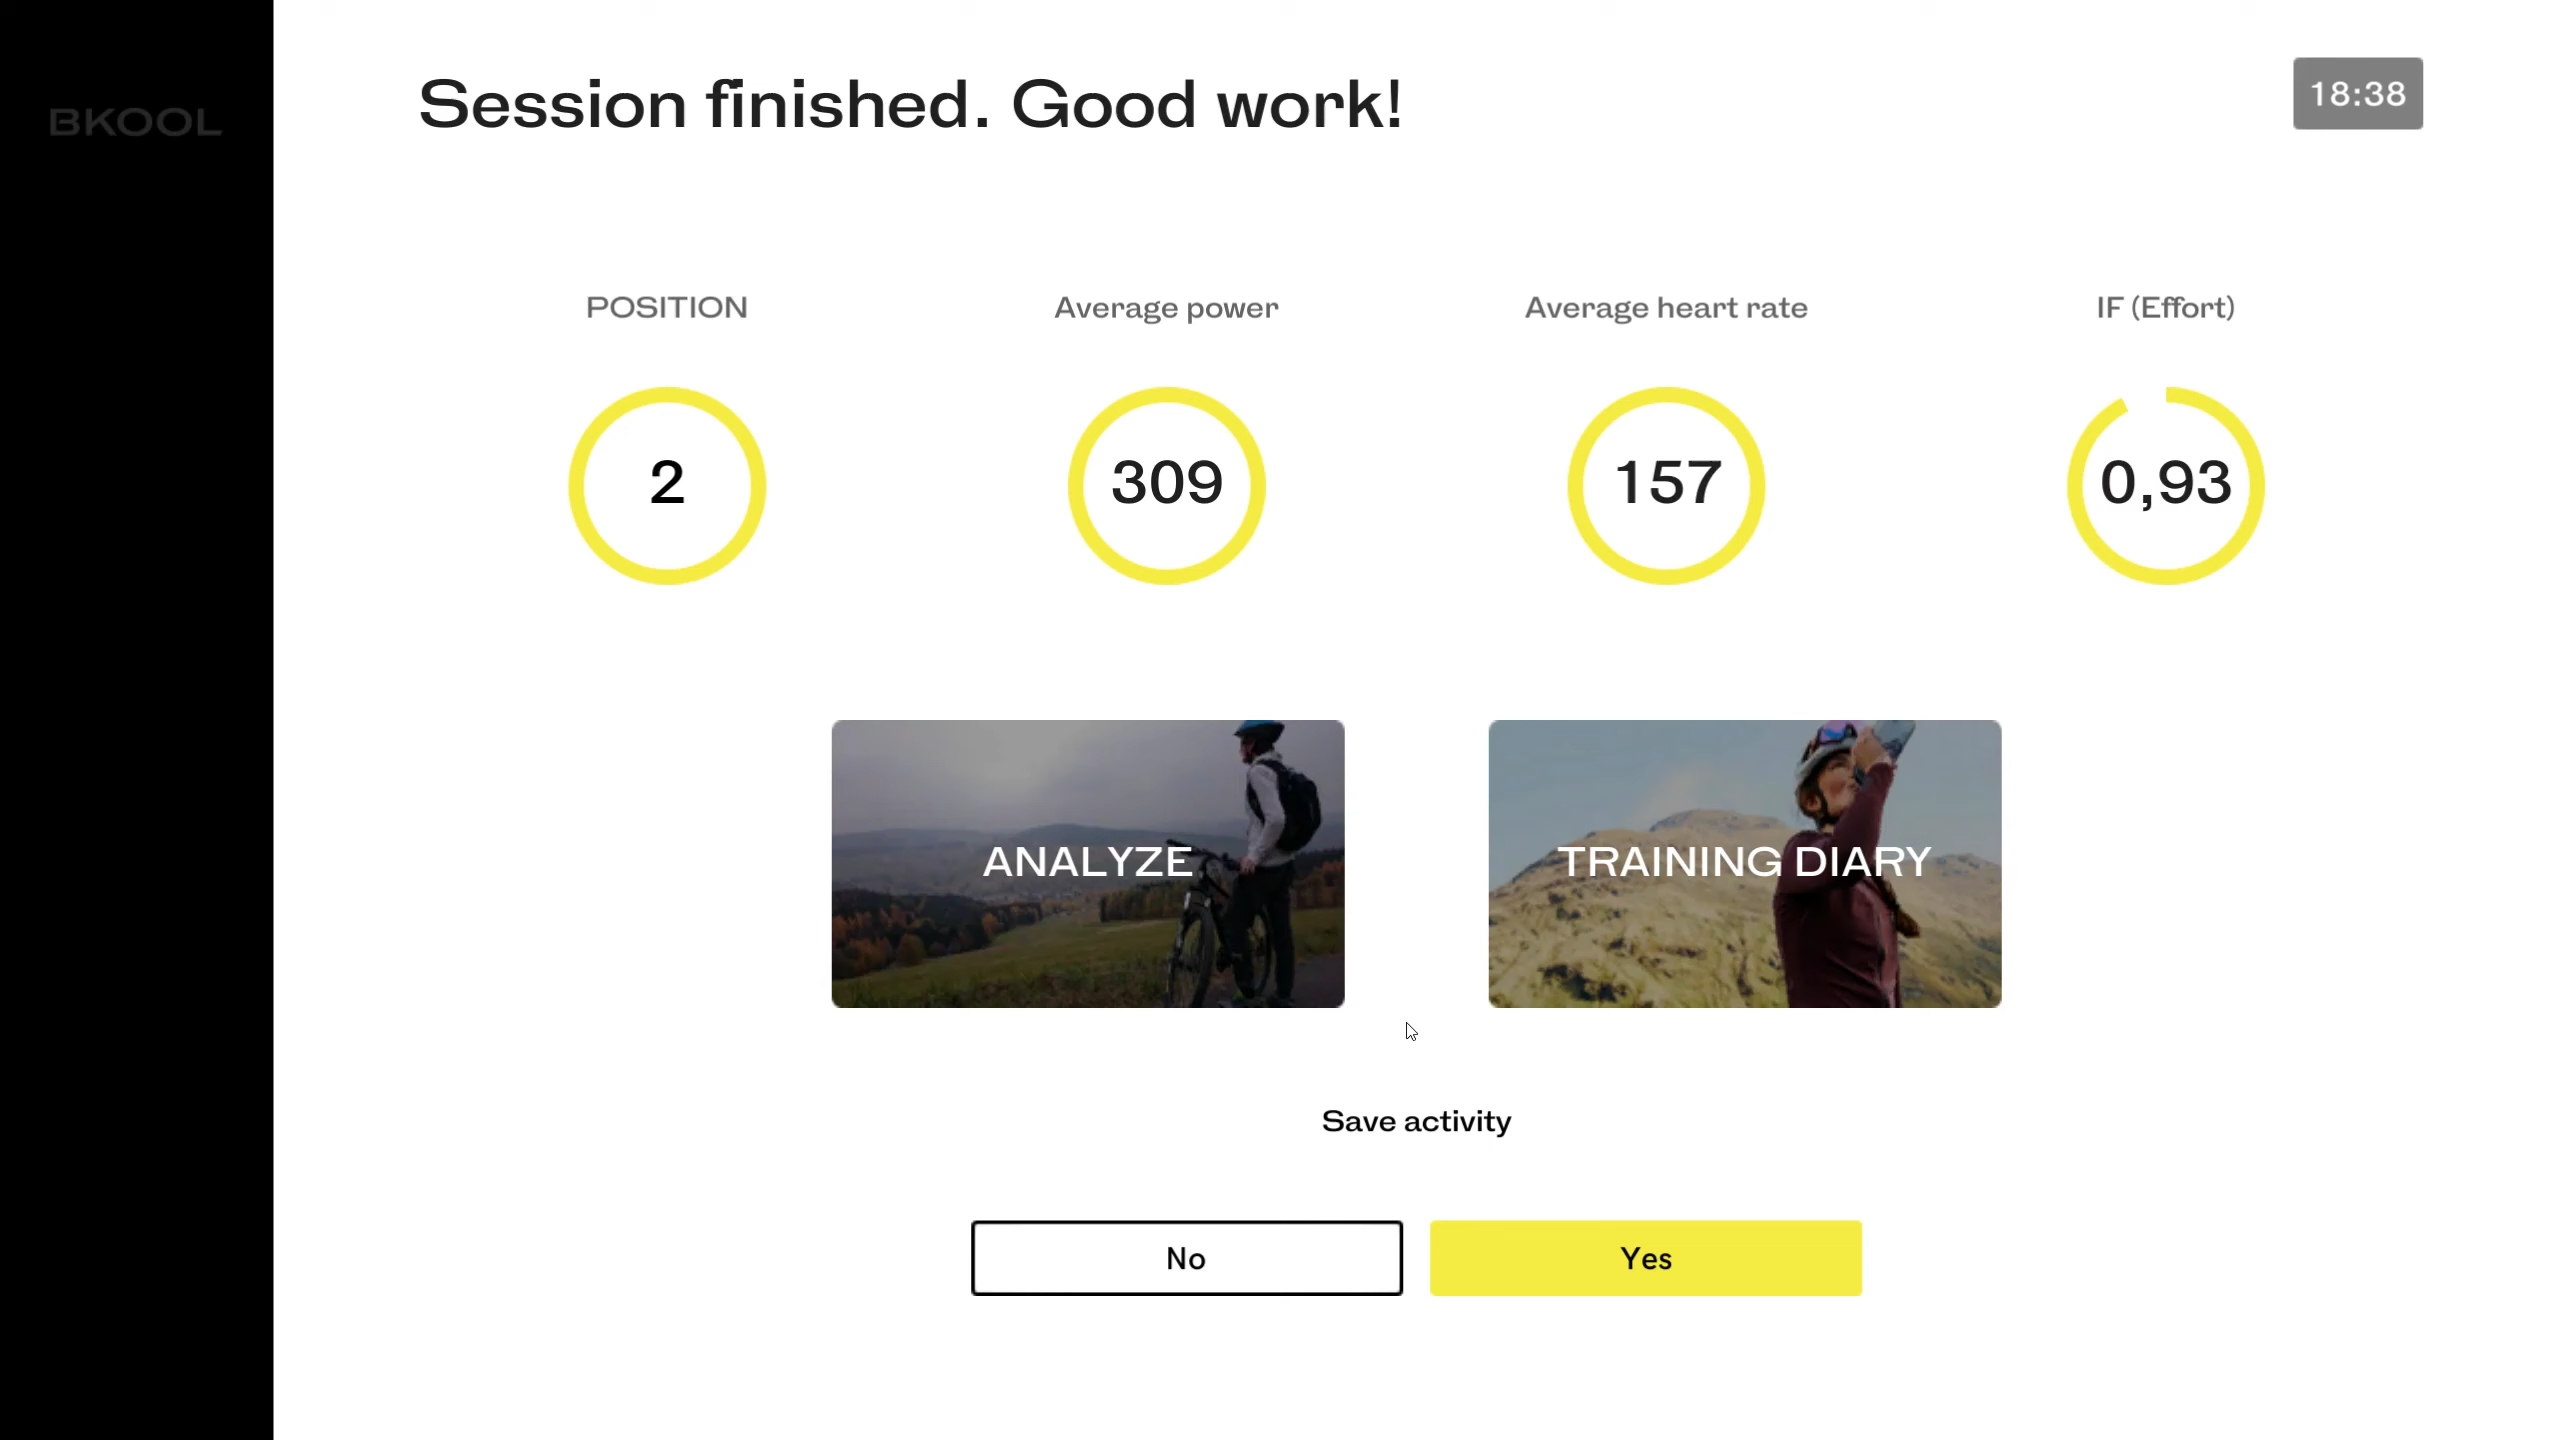 BKOOL
Session finished. Good work!
18:38
POSITION
Average power
Average heart rate
IF (Effort)
2
309
157
0,93
ANALYZE
TRAINING DIARY
Save activity
No
Yes